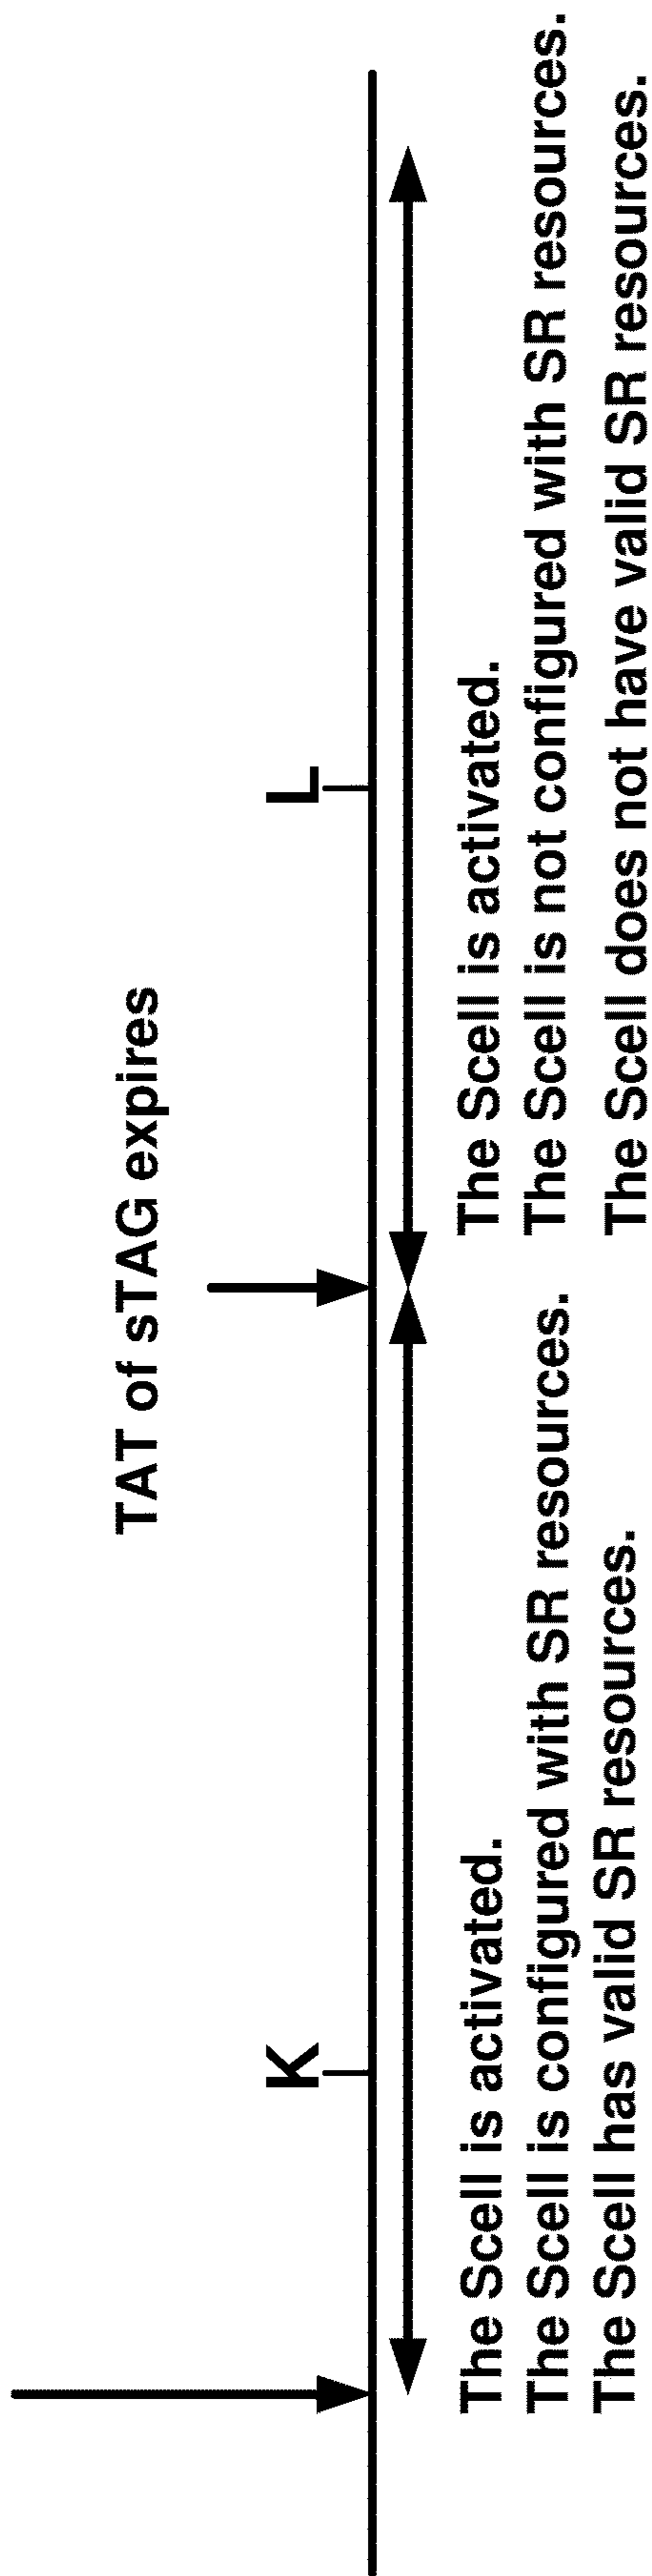 TAT of sTAG expires
K
L
The Scell is activated.
The Scell is configured with SR resources.
The Scell has valid SR resources.
The Scell is activated.
The Scell is not configured with SR resources.
The Scell does not have valid SR resources.